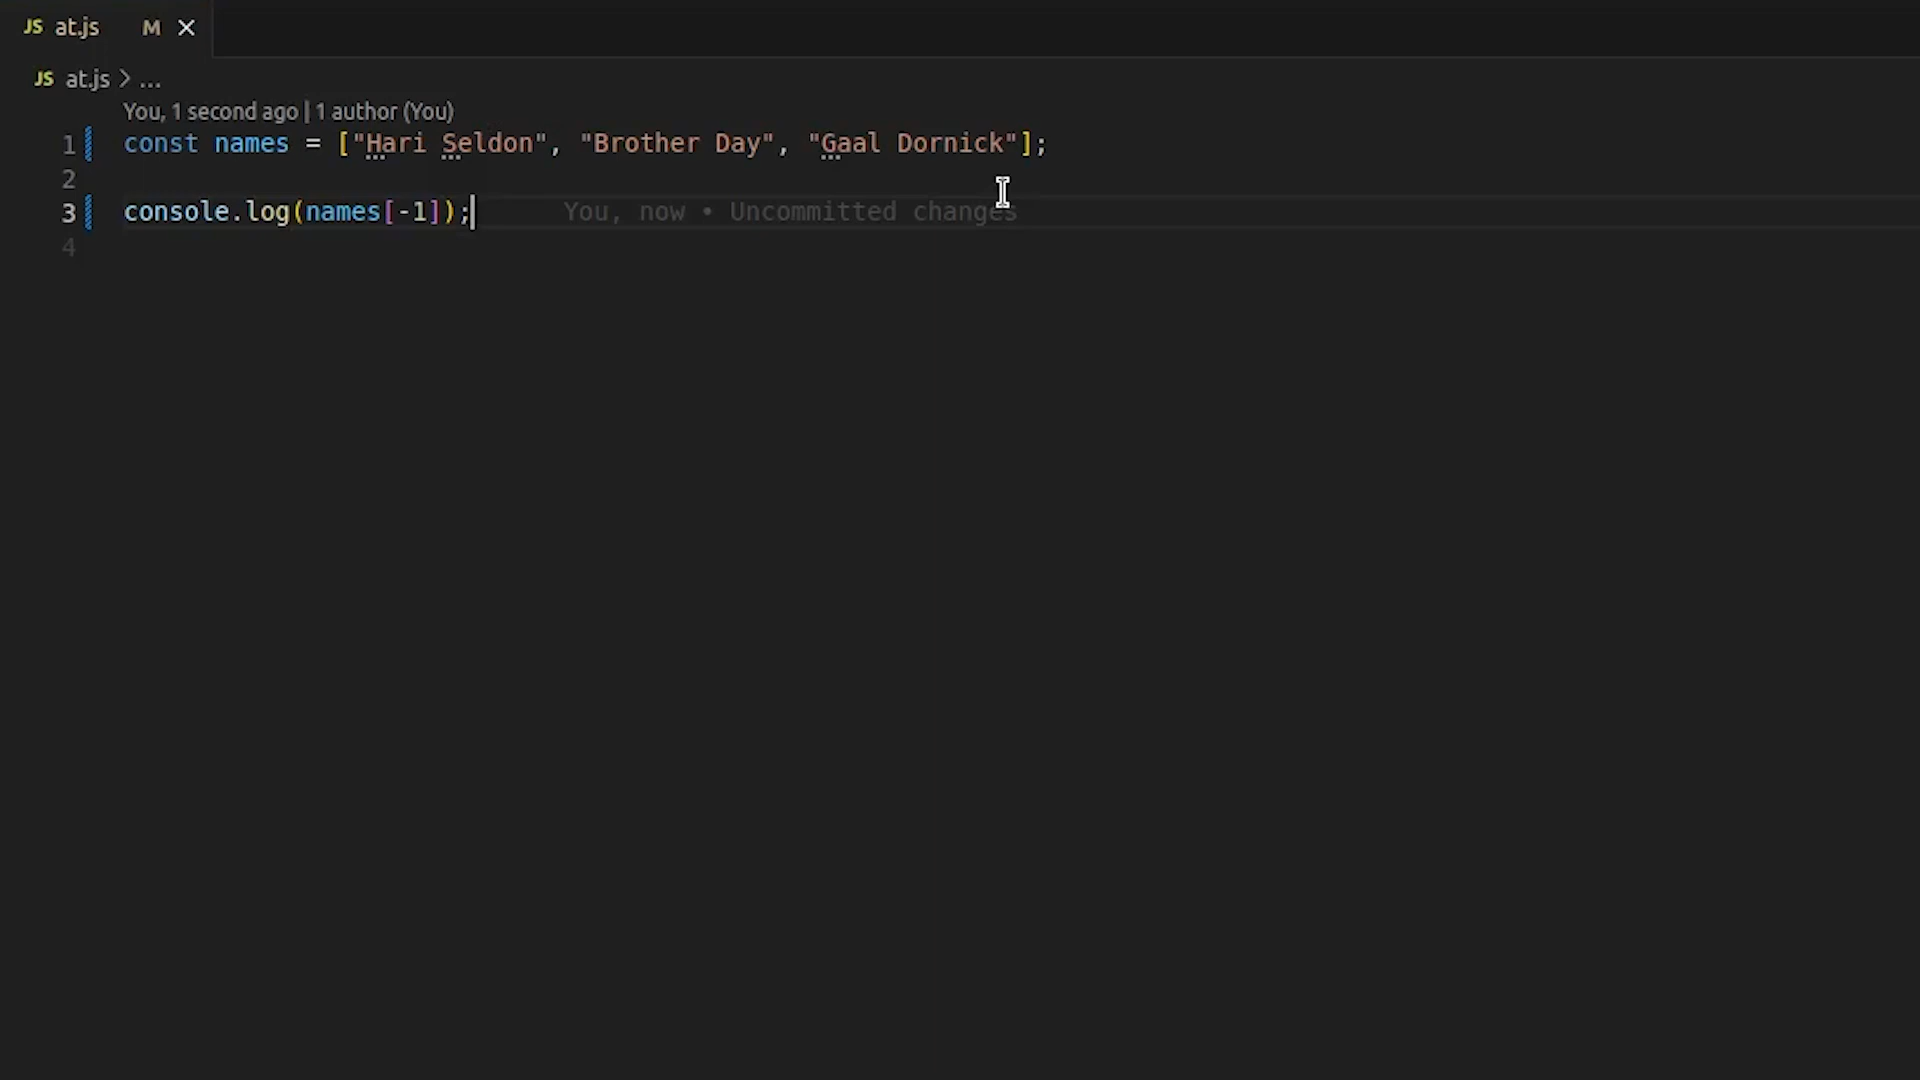 JS at.js M
JS at.js > ...
You, 1 second ago | 1 author (You)
1 const names = ["Hari Seldon", "Brother Day", "Gaal Dornick"];
2
3 console.log(names[-1]); You, now • Uncommitted changes
4